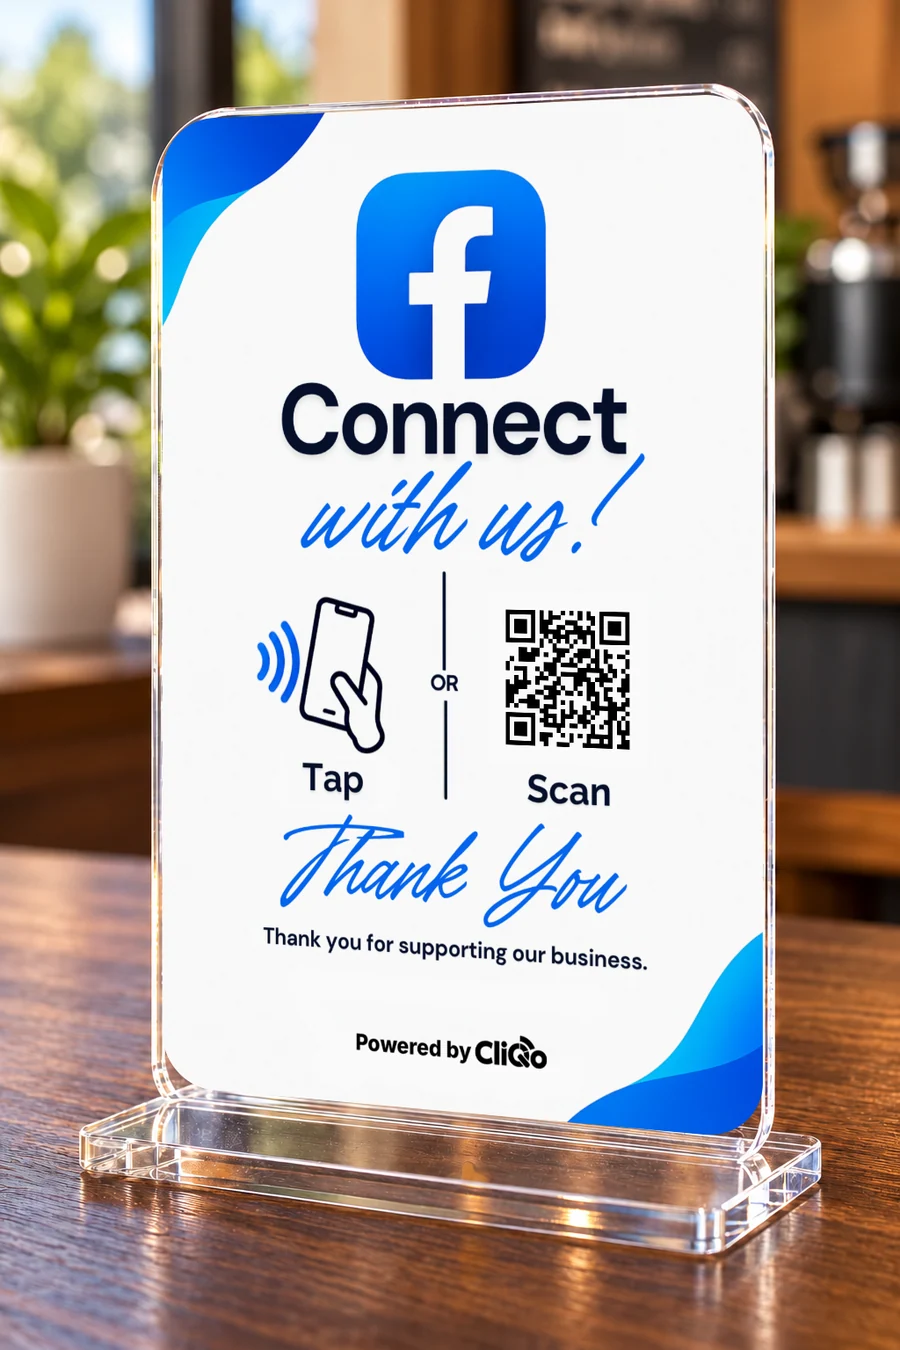 Connect
with us!
OR
Tap
Scan
Thank You
Thank you for supporting our business.
Powered by CliQo